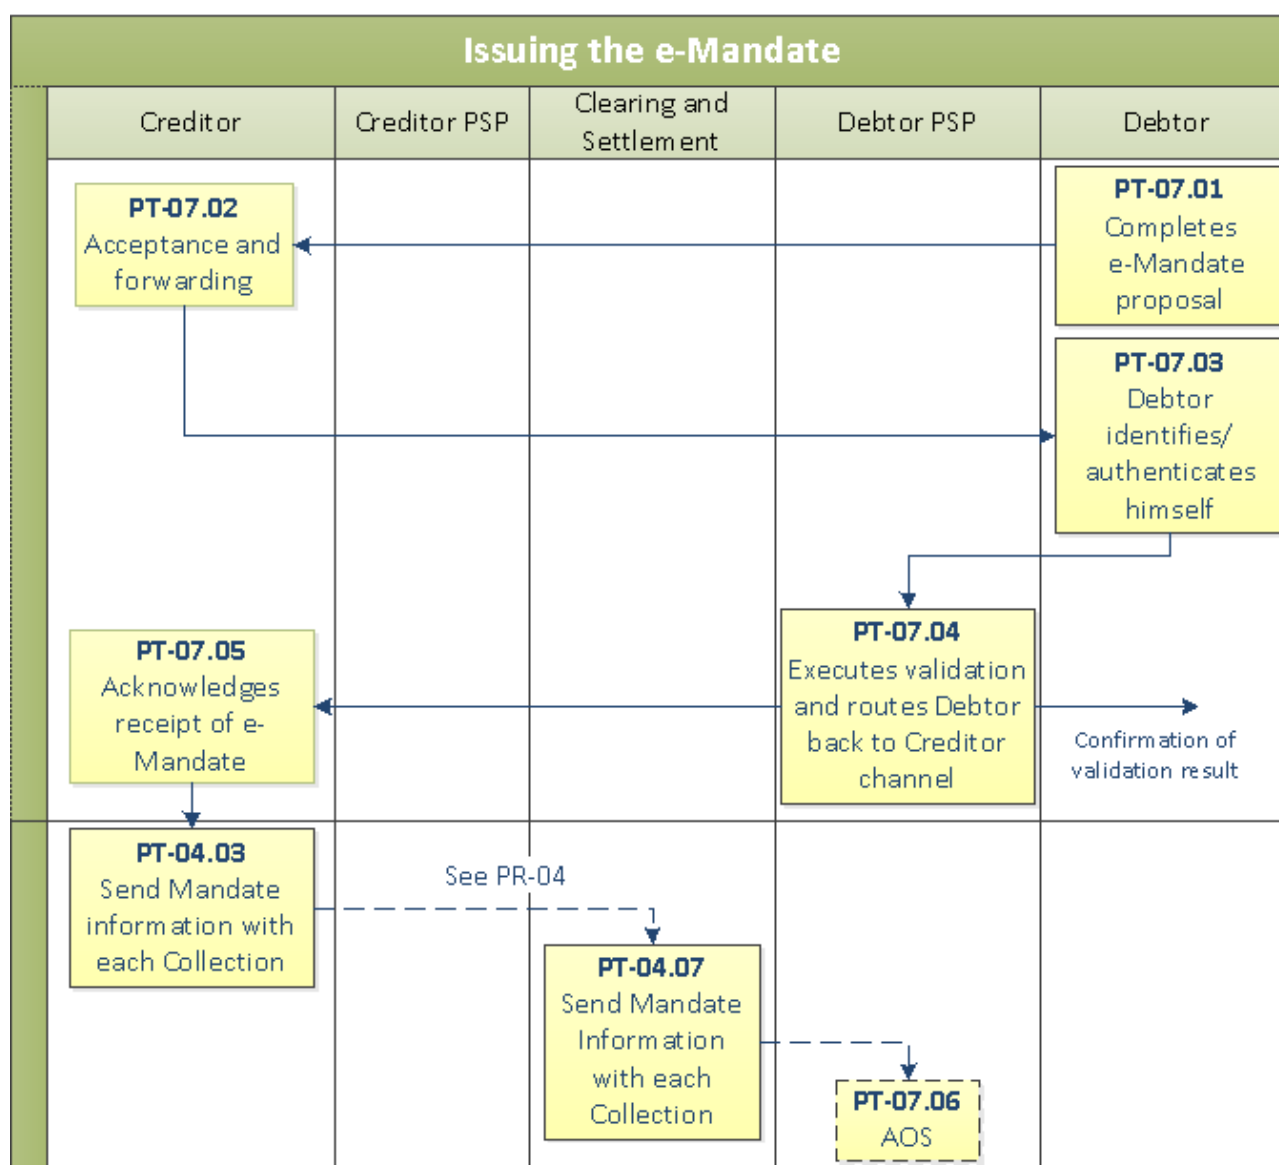 Issuing the e-Mandate
Creditor
Creditor PSP
Clearing and
Settlement
Debtor PSP
Debtor
PT-07.01
Completes
e-Mandate
proposal
PT-07.02
Acceptance and
forwarding
PT-07.03
Debtor
identifies/
authenticates
himself
PT-07.04
Executes validation
and routes Debtor
back to Creditor
channel
Confirmation of
validation result
PT-07.05
Acknowledges
receipt of e-
Mandate
PT-04.03
Send Mandate
information with
each Collection
See PR-04
PT-04.07
Send Mandate
Information
with each
Collection
PT-07.06
AOS